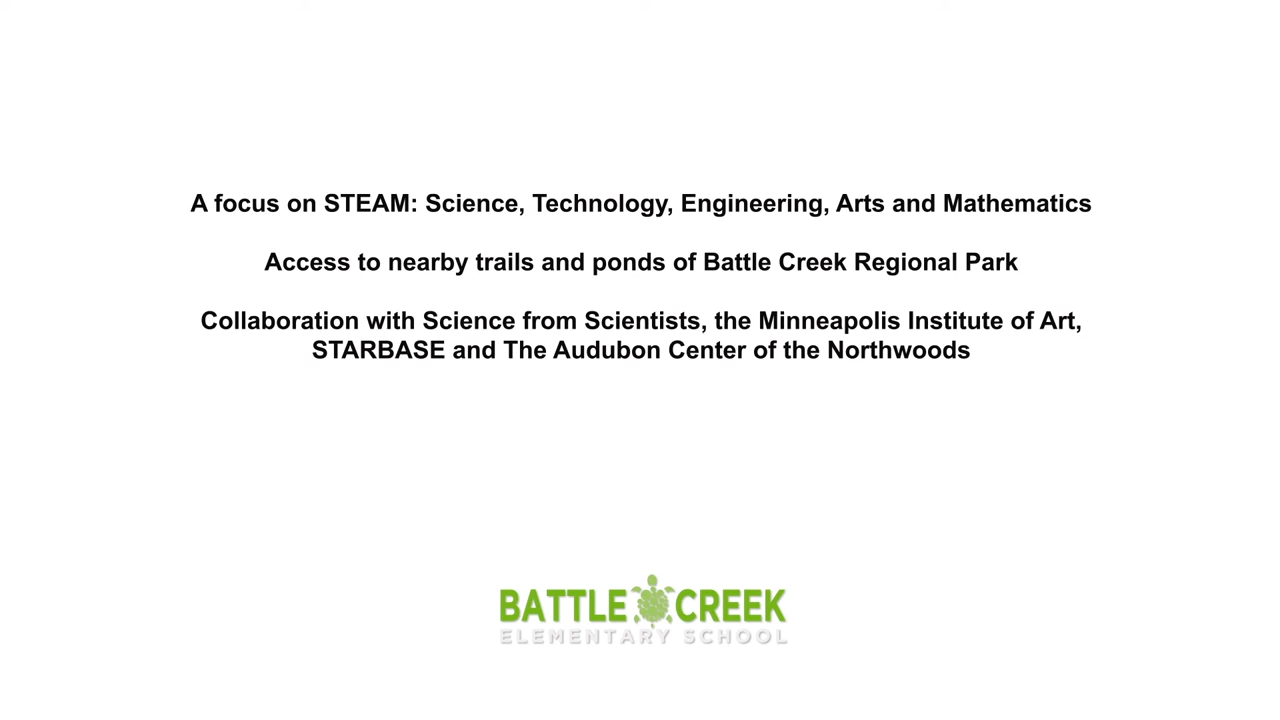 A focus on STEAM: Science, Technology, Engineering, Arts and Mathematics
Access to nearby trails and ponds of Battle Creek Regional Park
Collaboration with Science from Scientists, the Minneapolis Institute of Art,
STARBASE and The Audubon Center of the Northwoods
BATTLE CREEK
ELEMENTARY SCHOOL